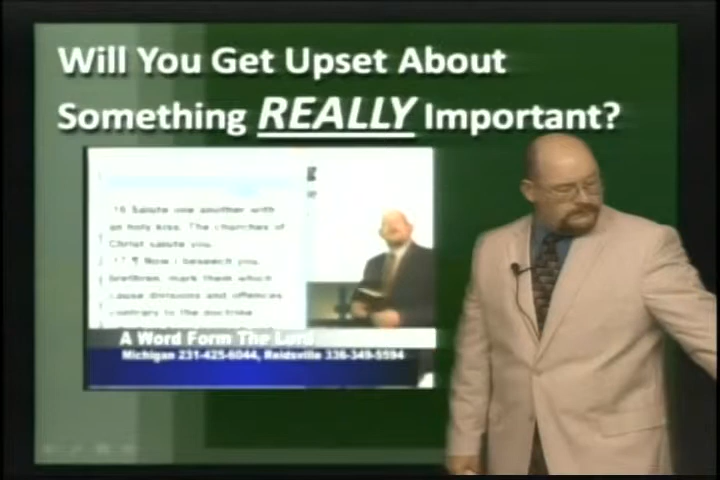 Will You Get Upset About
Something REALLY Important?
16 Salute one another with
an holy kiss. The churches of
Christ salute you.
17 ¶ Now I beseech you,
brethren, mark them which
cause divisions and offences
contrary to the doctrine
A Word Form The Lord
Michigan 231-425-6044, Reidsville 336-349-5594